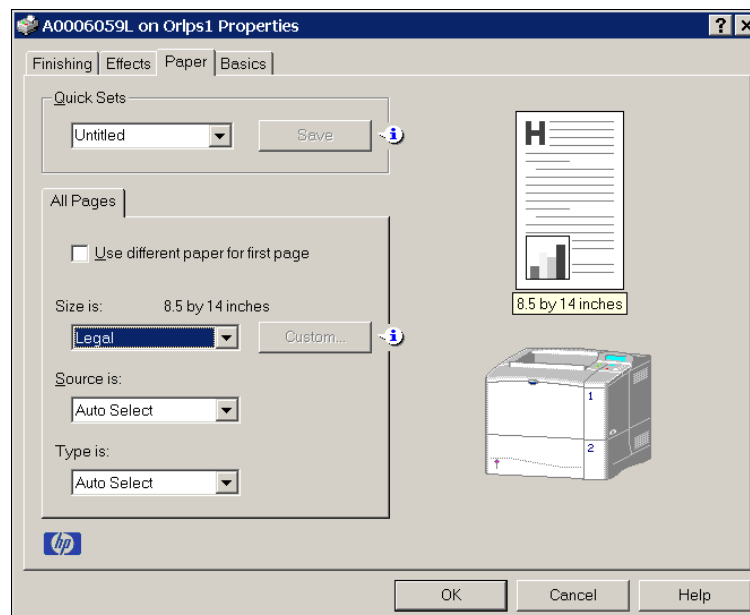 A0006059L on Orlps1 Properties
Finishing Effects Paper Basics
Quick Sets
Untitled Save
All Pages
Use different paper for first page
Size is: 8.5 by 14 inches
Legal Custom...
Source is:
Auto Select
Type is:
Auto Select
H
8.5 by 14 inches
1
2
hp
OK Cancel Help